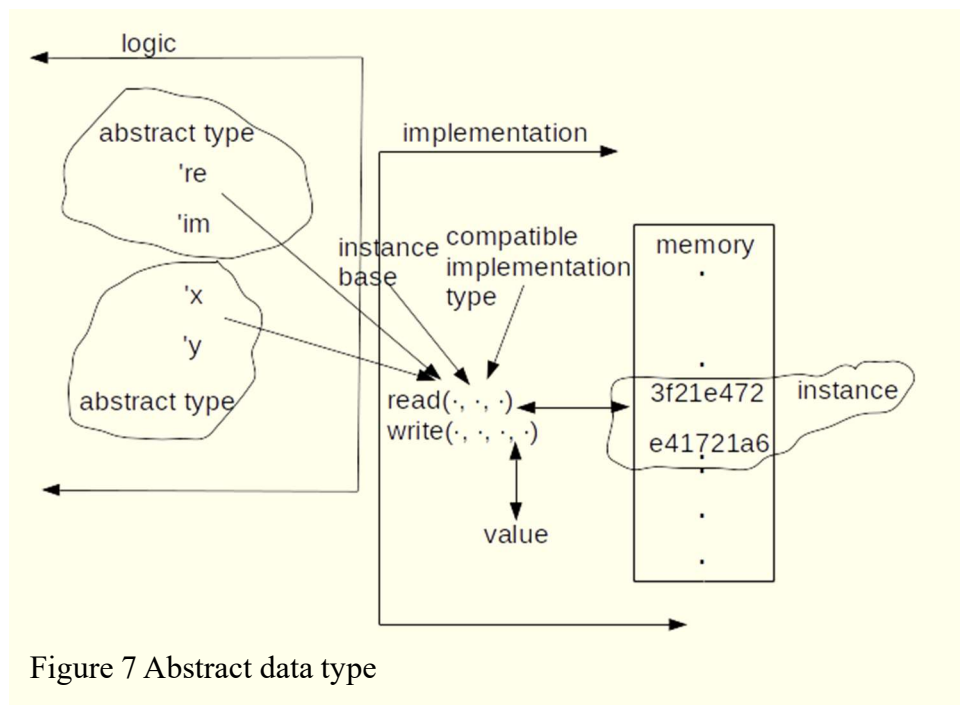 logic
abstract type
're
'im
'x
'y
abstract type
implementation
instance
base
compatible
implementation
type
read(·, ·, ·)
write(·, ·, ·, ·)
value
memory
3f21e472
e41721a6
instance
Figure 7 Abstract data type